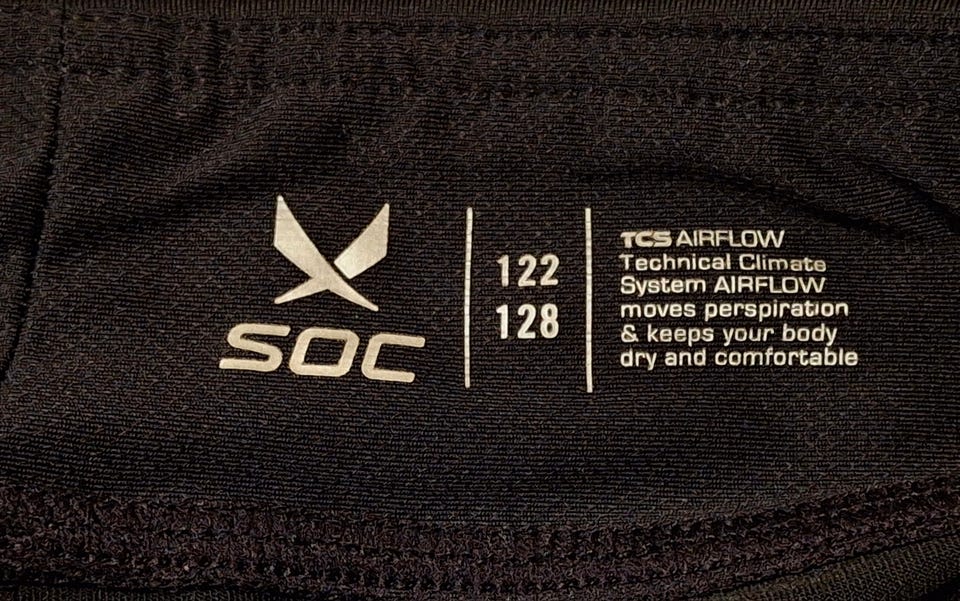 SOC
122
128
TCS AIRFLOW
Technical Climate
System AIRFLOW
moves perspiration
& keeps your body
dry and comfortable